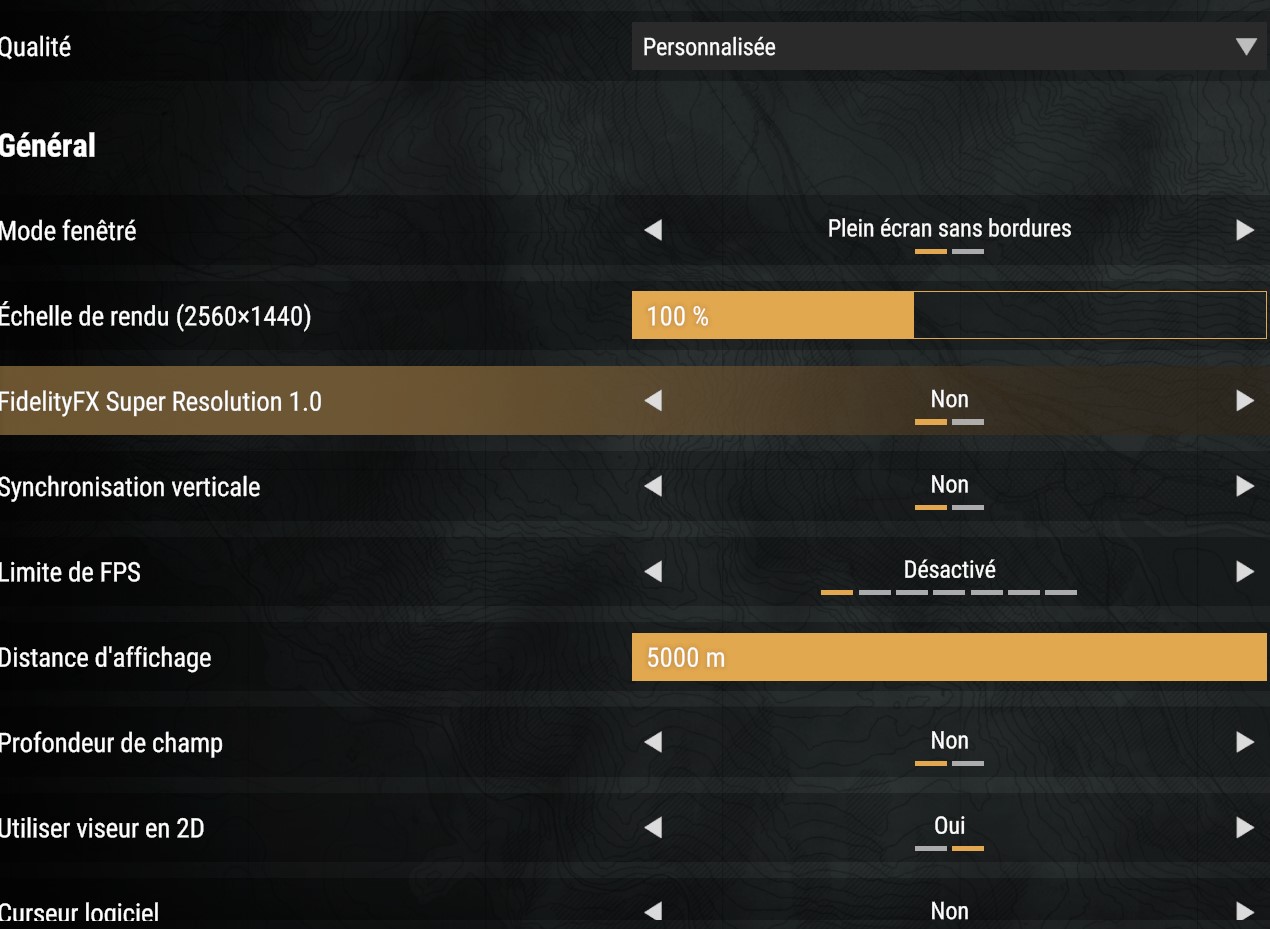 Qualité
Personnalisée
Général
Mode fenêtré
Plein écran sans bordures
Échelle de rendu (2560×1440)
100 %
FidelityFX Super Resolution 1.0
Non
Synchronisation verticale
Non
Limite de FPS
Désactivé
Distance d'affichage
5000 m
Profondeur de champ
Non
Utiliser viseur en 2D
Oui
Curseur logiciel
Non